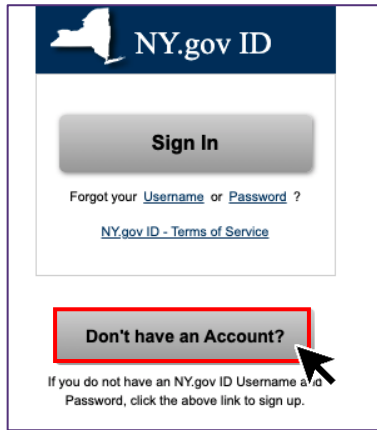 NY.gov ID
Sign In
Forgot your Username or Password ?
NY.gov ID - Terms of Service
Don't have an Account?
If you do not have an NY.gov ID Username and
Password, click the above link to sign up.